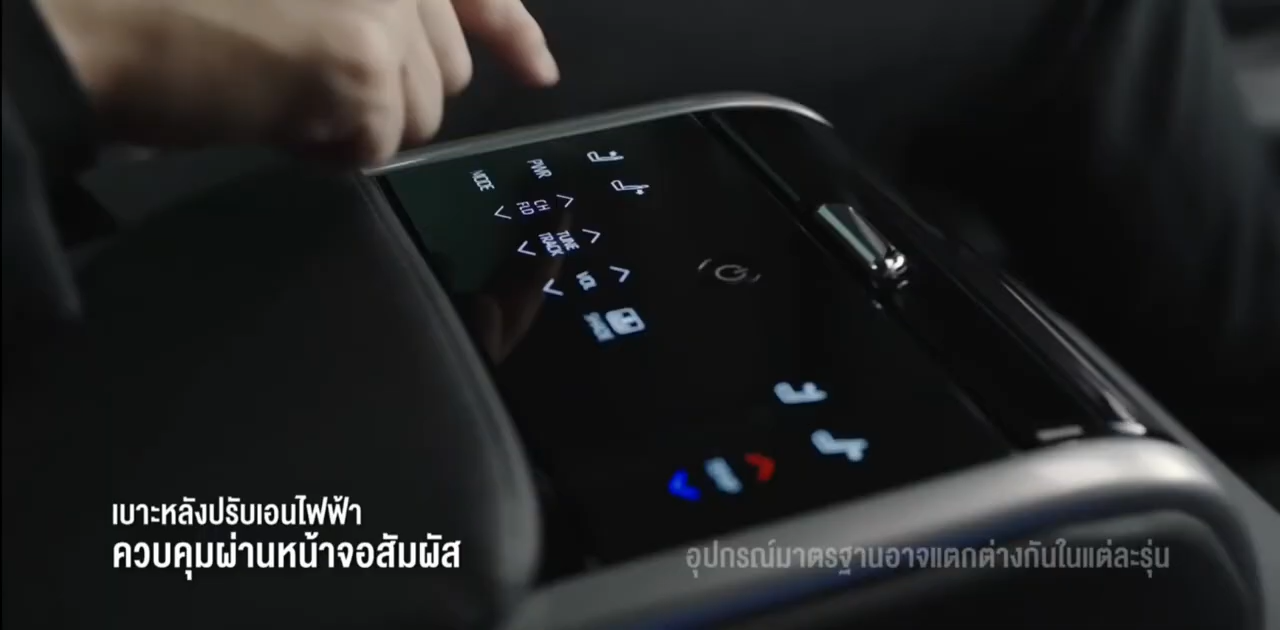 MODE
PWR
FLD CH
TRACK TUNE
VOL
เบาะหลังปรับเอนไฟฟ้า
ควบคุมผ่านหน้าจอสัมผัส
อุปกรณ์มาตรฐานอาจแตกต่างกันในแต่ละรุ่น